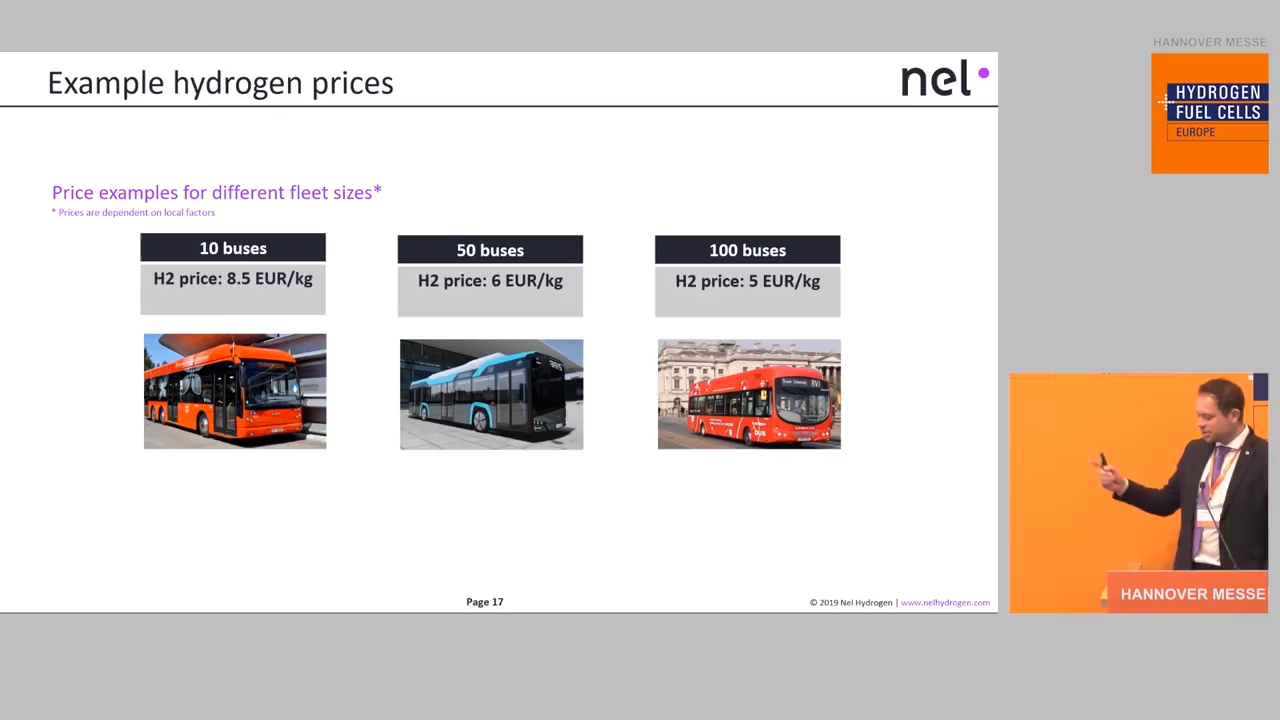 HANNOVER MESSE
HYDROGEN
FUEL CELLS
EUROPE
Example hydrogen prices
nel
Price examples for different fleet sizes*
* Prices are dependent on local factors
10 buses
H2 price: 8.5 EUR/kg
50 buses
H2 price: 6 EUR/kg
100 buses
H2 price: 5 EUR/kg
RV1
Page 17
© 2019 Nel Hydrogen | www.nelhydrogen.com
HANNOVER MESSE